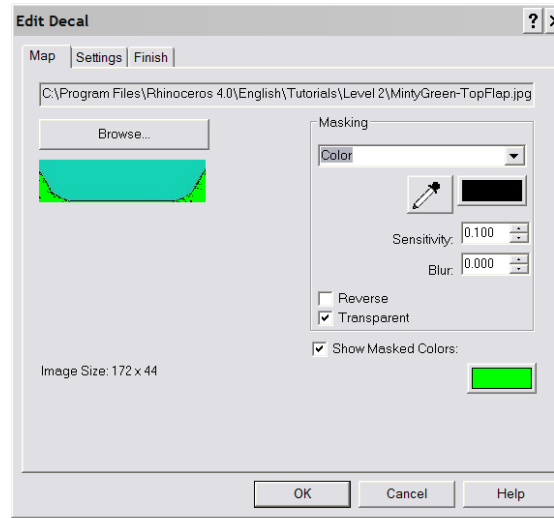 Edit Decal
Map Settings Finish
C:\Program Files\Rhinoceros 4.0\English\Tutorials\Level 2\MintyGreen-TopFlap.jpg
Browse...
Masking
Color
Sensitivity: 0.100
Blur: 0.000
Reverse
Transparent
Show Masked Colors:
Image Size: 172 x 44
OK Cancel Help